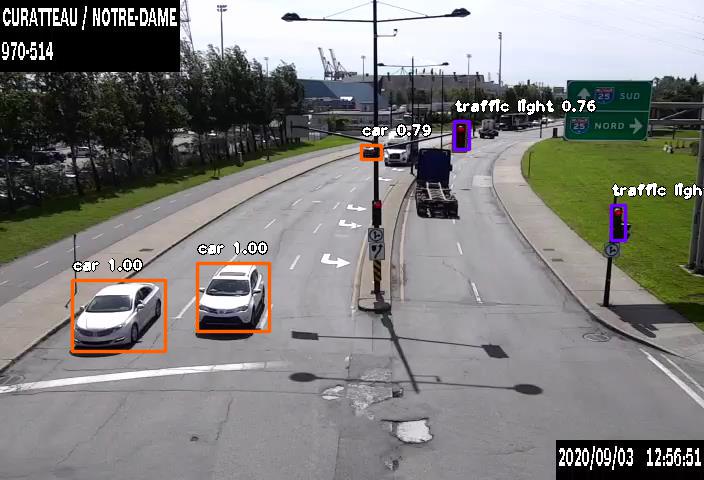 CURATTEAU / NOTRE-DAME
970-514
traffic light 0.76
car 0.79
25 SUD
25 NORD
traffic ligh
car 1.00
car 1.00
2020/09/03 12:56:51